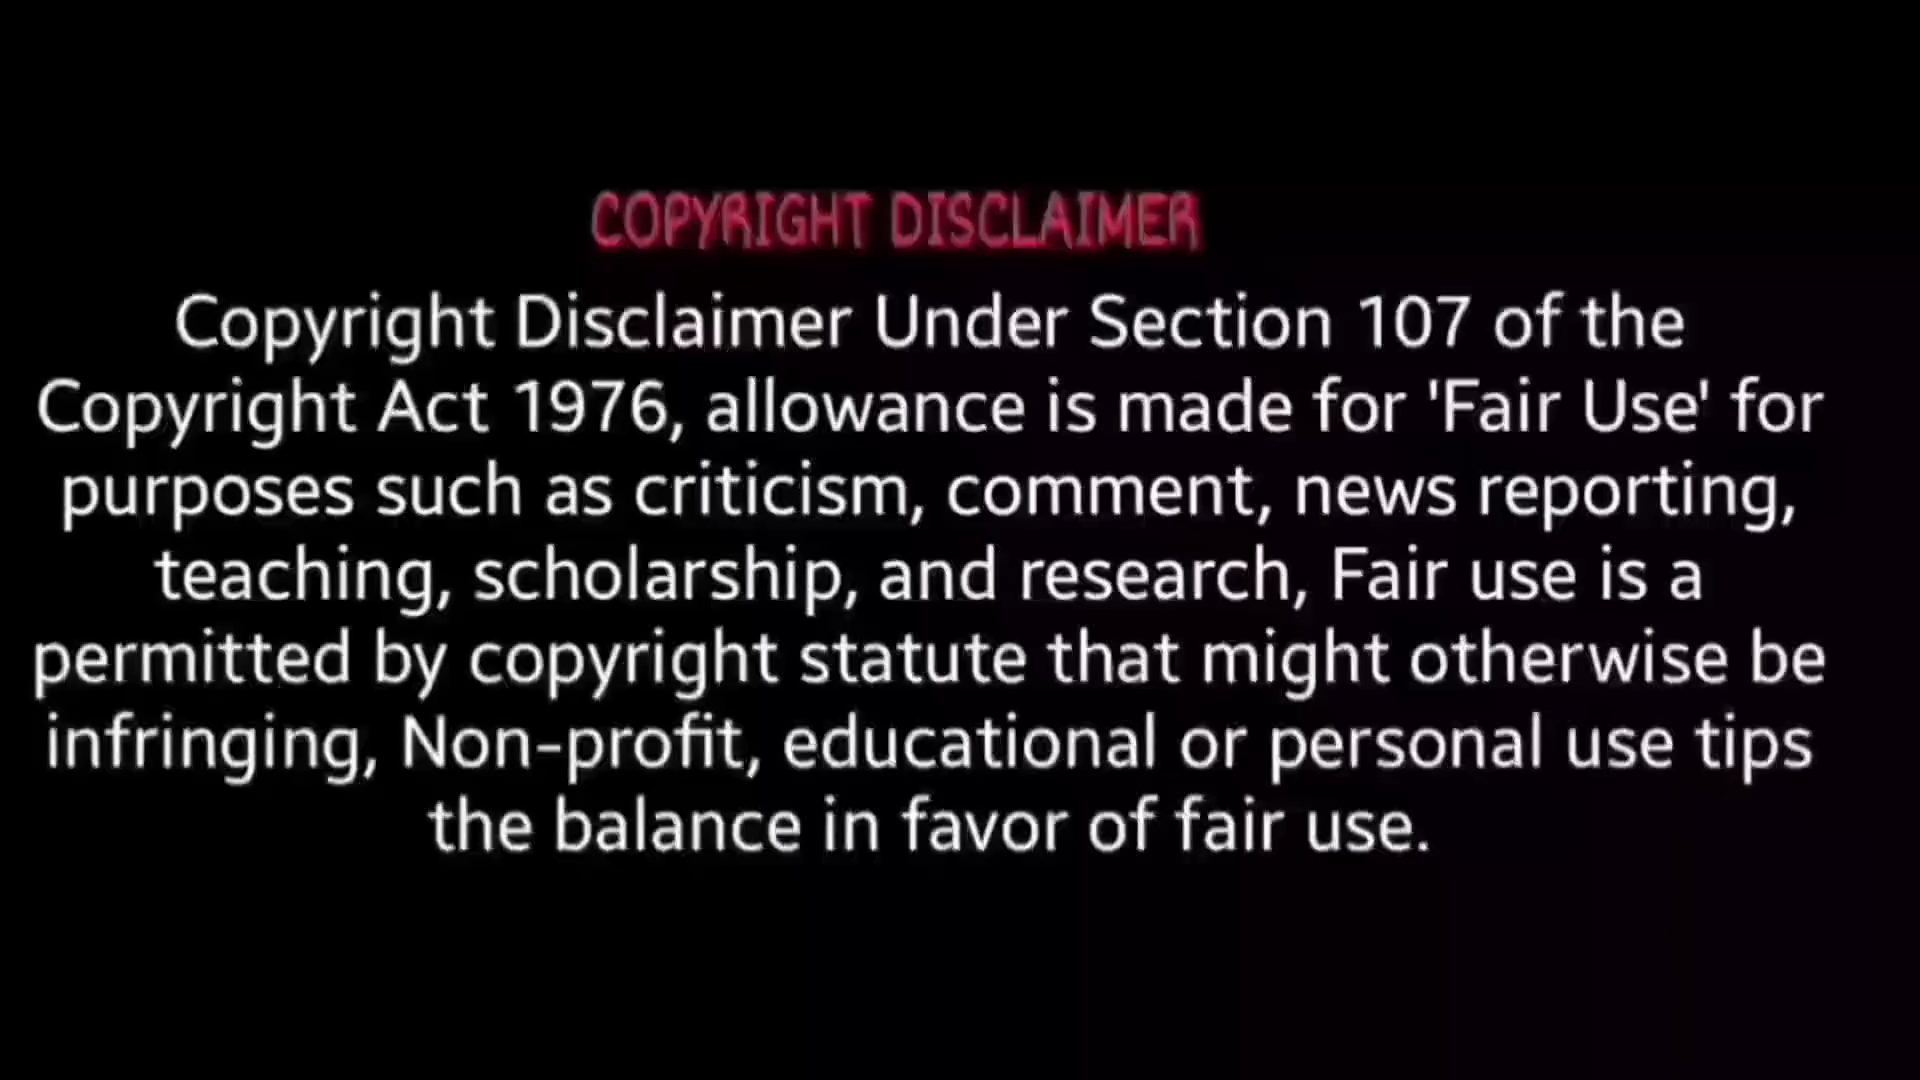 COPYRIGHT DISCLAIMER
Copyright Disclaimer Under Section 107 of the
Copyright Act 1976, allowance is made for 'Fair Use' for
purposes such as criticism, comment, news reporting,
teaching, scholarship, and research, Fair use is a
permitted by copyright statute that might otherwise be
infringing, Non-profit, educational or personal use tips
the balance in favor of fair use.